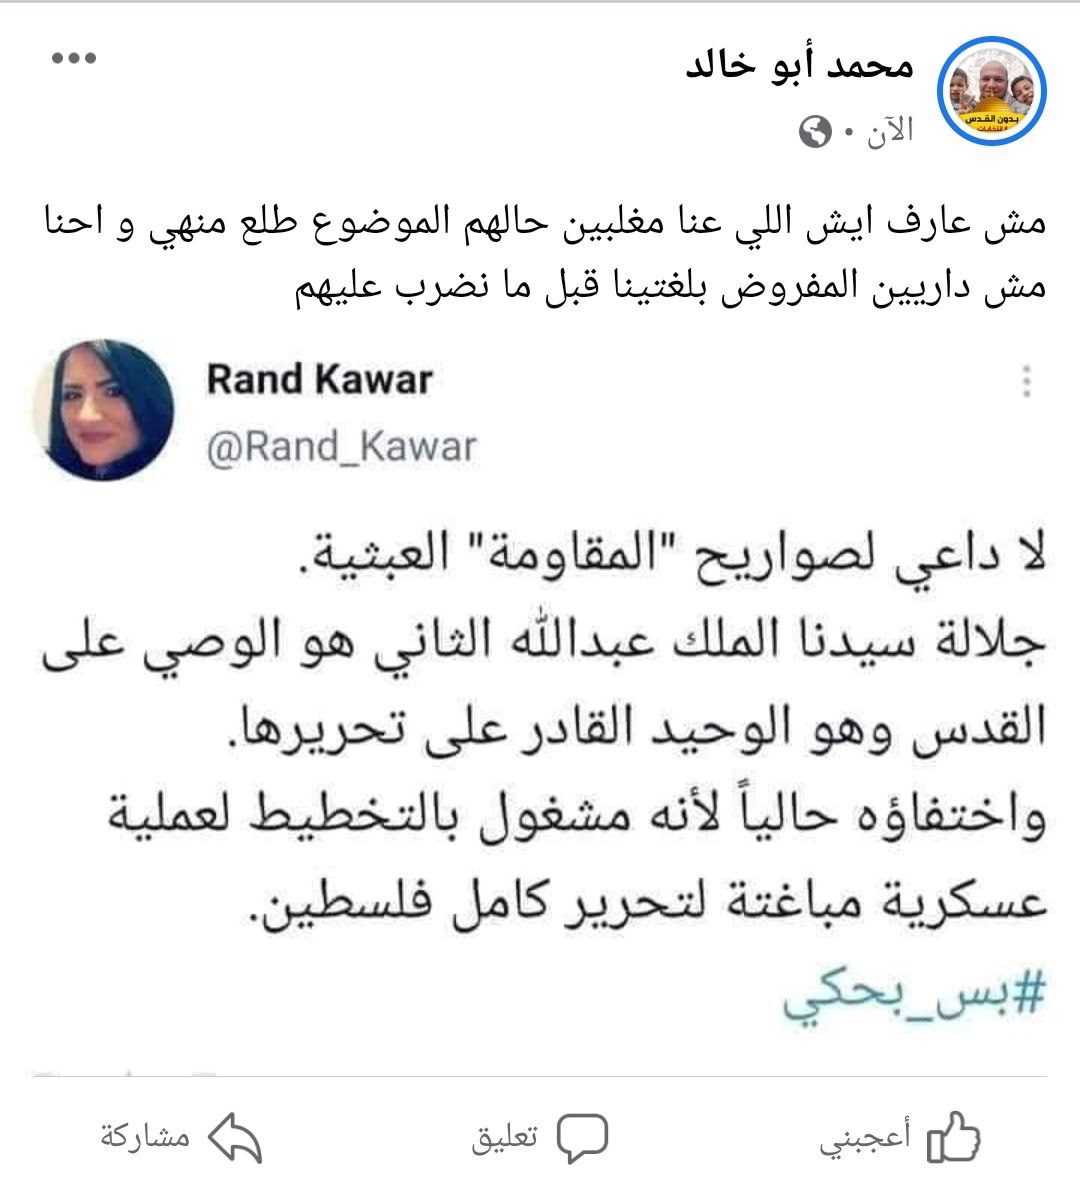 محمد أبو خالد
الآن
بدون القدس
مش عارف ايش اللي عنا مغلبين حالهم الموضوع طلع منهي و احنا
مش داريين المفروض بلغتينا قبل ما نضرب عليهم
Rand Kawar
@Rand_Kawar
لا داعي لصواريح "المقاومة" العبثية.
جلالة سيدنا الملك عبدالله الثاني هو الوصي على
القدس وهو الوحيد القادر على تحريرها.
واختفاؤه حالياً لأنه مشغول بالتخطيط لعملية
عسكرية مباغتة لتحرير كامل فلسطين.
#بس_بحكي
أعجبني
تعليق
مشاركة